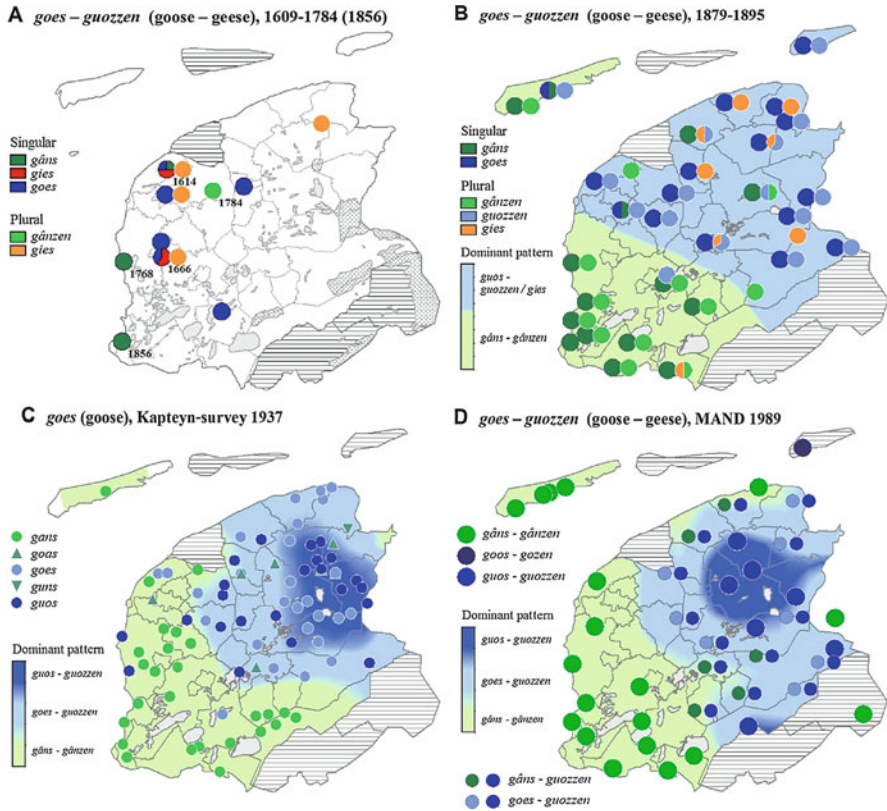 A goes – guozzen (goose – geese), 1609-1784 (1856)
Singular
gâns
gies
goes
Plural
gânzen
gies
1614
1784
1666
1768
1856
B goes – guozzen (goose – geese), 1879-1895
Singular
gâns
goes
Plural
gânzen
guozzen
gies
Dominant pattern
guos -
guozzen / gies
gâns - gânzen
C goes (goose), Kapteyn-survey 1937
gans
goas
goes
guns
guos
Dominant pattern
guos - guozzen
goes - guozzen
gâns - gânzen
D goes – guozzen (goose – geese), MAND 1989
gâns - gânzen
goos - gozen
guos - guozzen
Dominant pattern
guos - guozzen
goes - guozzen
gâns - gânzen
gâns - guozzen
goes - guozzen